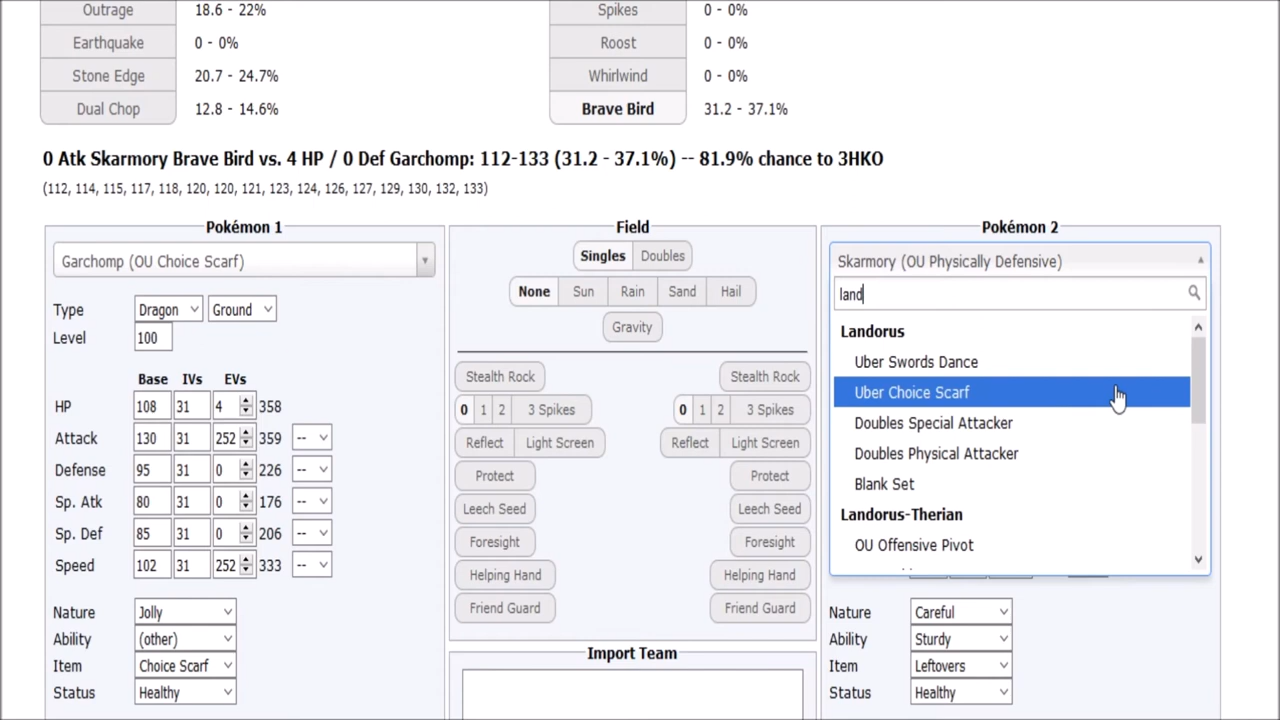 Outrage 18.6 - 22% Spikes 0 - 0%
Earthquake 0 - 0% Roost 0 - 0%
Stone Edge 20.7 - 24.7% Whirlwind 0 - 0%
Dual Chop 12.8 - 14.6% Brave Bird 31.2 - 37.1%
0 Atk Skarmory Brave Bird vs. 4 HP / 0 Def Garchomp: 112-133 (31.2 - 37.1%) -- 81.9% chance to 3HKO
(112, 114, 115, 117, 118, 120, 120, 121, 123, 124, 126, 127, 129, 130, 132, 133)
Pokémon 1
Garchomp (OU Choice Scarf)
Type Dragon Ground
Level 100
Base IVs EVs
HP 108 31 4 358
Attack 130 31 252 359 --
Defense 95 31 0 226 --
Sp. Atk 80 31 0 176 --
Sp. Def 85 31 0 206 --
Speed 102 31 252 333 --
Nature Jolly
Ability (other)
Item Choice Scarf
Status Healthy
Field
Singles Doubles
None Sun Rain Sand Hail
Gravity
Stealth Rock Stealth Rock
0 1 2 3 Spikes 0 1 2 3 Spikes
Reflect Light Screen Reflect Light Screen
Protect Protect
Leech Seed Leech Seed
Foresight Foresight
Helping Hand Helping Hand
Friend Guard Friend Guard
Import Team
Pokémon 2
Skarmory (OU Physically Defensive)
land
Landorus
Uber Swords Dance
Uber Choice Scarf
Doubles Special Attacker
Doubles Physical Attacker
Blank Set
Landorus-Therian
OU Offensive Pivot
Nature Careful
Ability Sturdy
Item Leftovers
Status Healthy